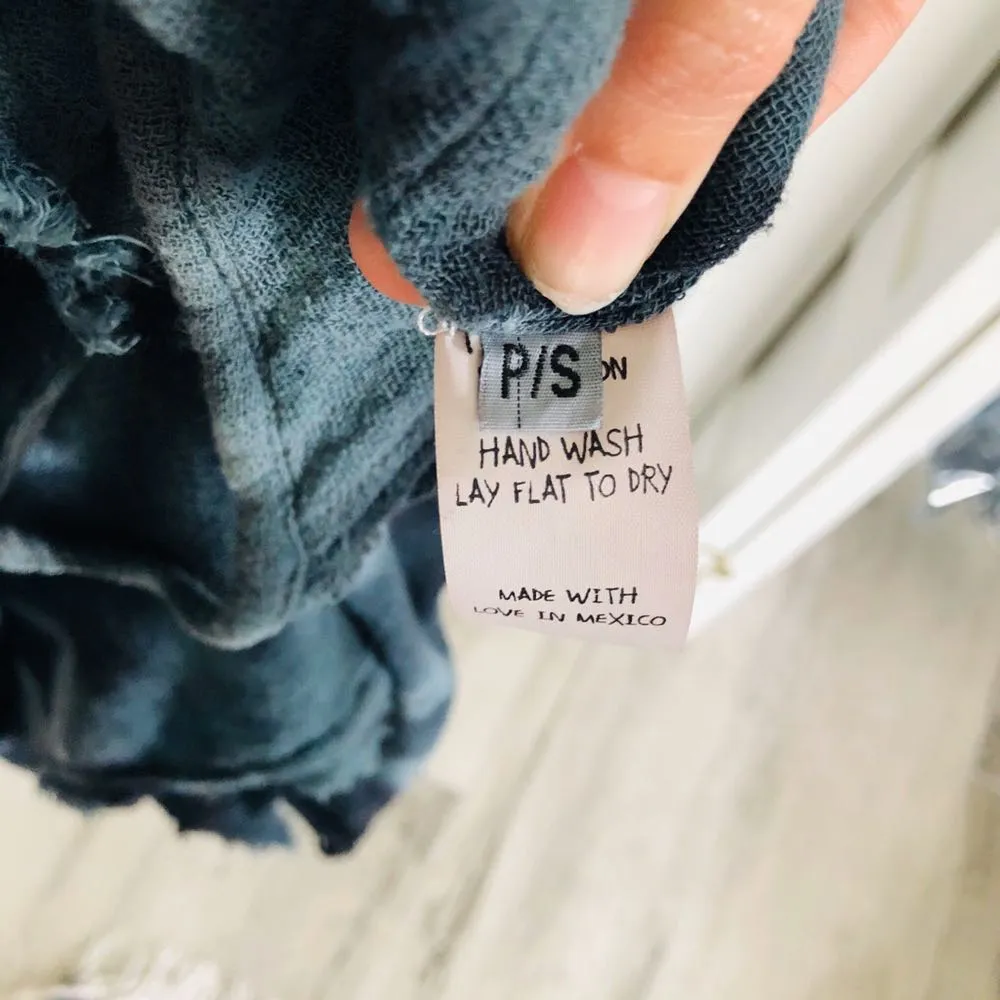 P/S
HAND WASH
LAY FLAT TO DRY
MADE WITH
LOVE IN MEXICO